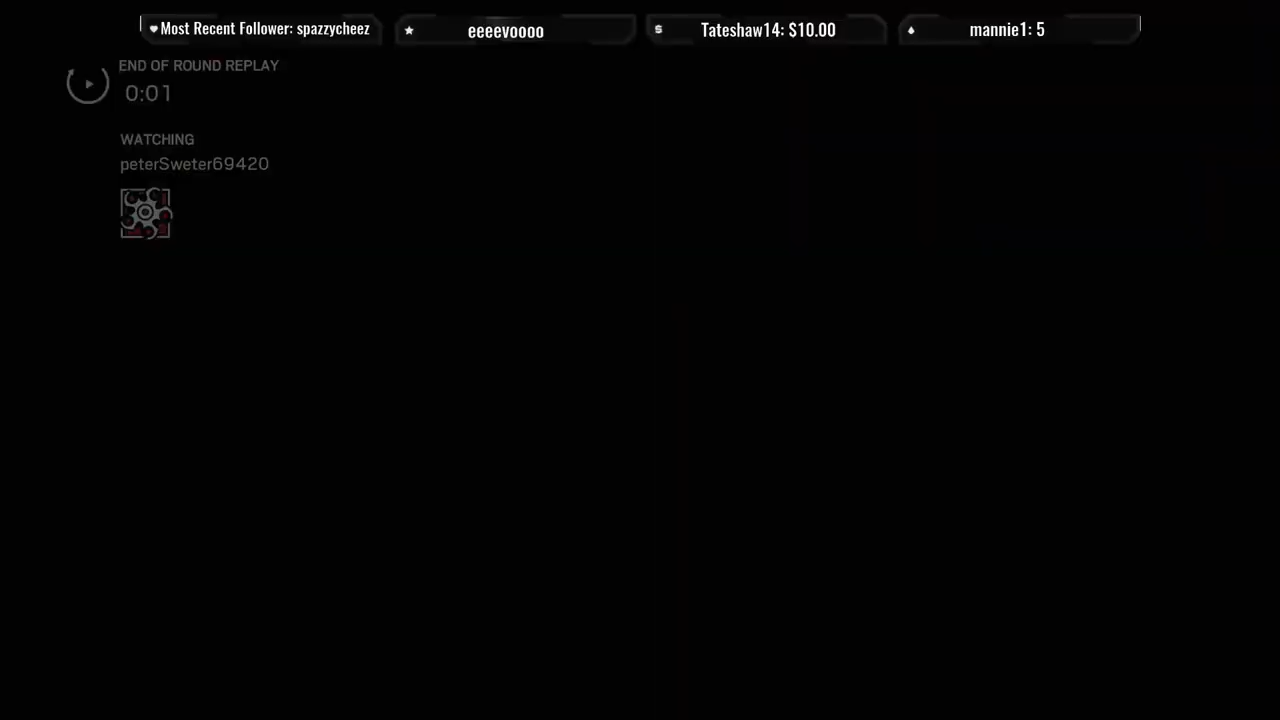 Most Recent Follower: spazzycheez
eeeevoooo
Tateshaw14: $10.00
mannie1: 5
END OF ROUND REPLAY
0:01
WATCHING
peterSweter69420